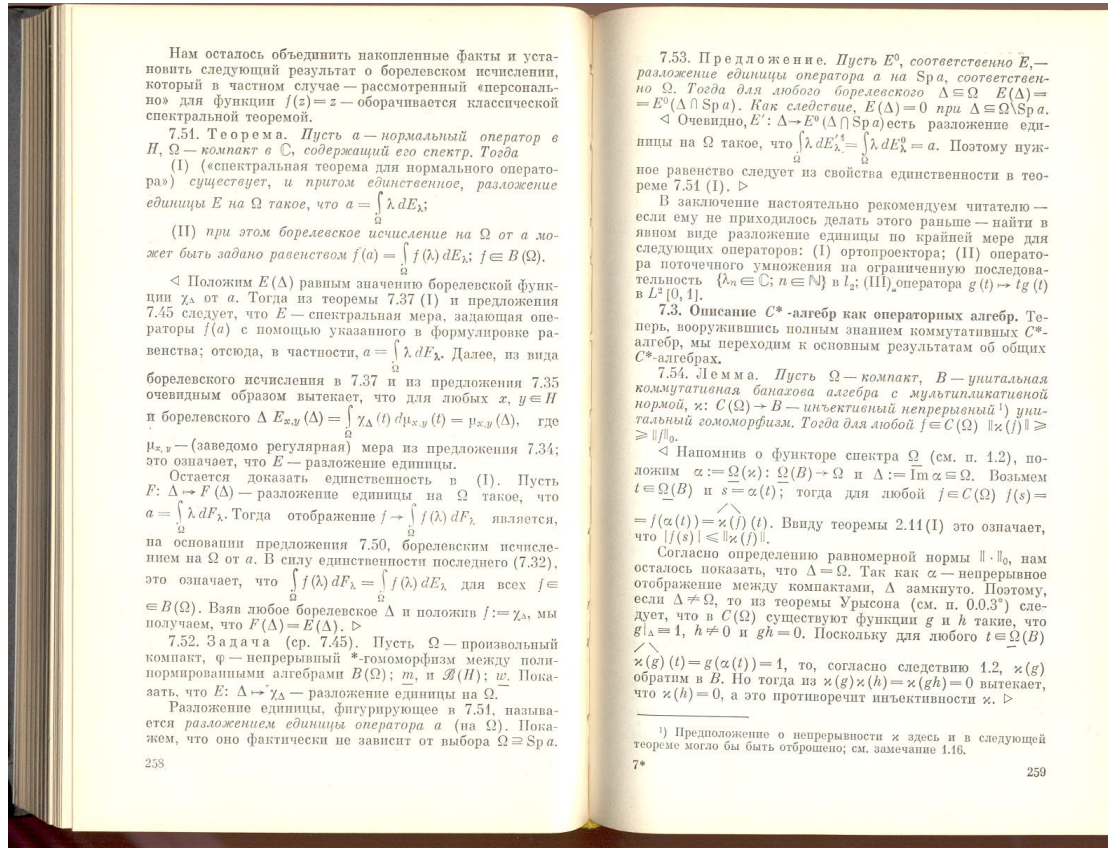 Нам осталось объединить накопленные факты и уста-
новить следующий результат о борелевском исчислении,
который в частном случае — рассмотренный «персональ-
но» для функции f(z) = z — оборачивается классической
спектральной теоремой.
7.51. Теорема. Пусть a — нормальный оператор в
H, Ω — компакт в ℂ, содержащий его спектр. Тогда
(I) («спектральная теорема для нормального операто-
ра») существует, и притом единственное, разложение
единицы E на Ω такое, что a = ∫_Ω λ dE_λ;
(II) при этом борелевское исчисление на Ω от a мо-
жет быть задано равенством f(a) = ∫_Ω f(λ) dE_λ; f ∈ B(Ω).
◁ Положим E(Δ) равным значению борелевской функ-
ции χ_Δ от a. Тогда из теоремы 7.37 (I) и предложения
7.45 следует, что E — спектральная мера, задающая опе-
раторы f(a) с помощью указанного в формулировке ра-
венства; отсюда, в частности, a = ∫_Ω λ dF_λ. Далее, из вида
борелевского исчисления в 7.37 и из предложения 7.35
очевидным образом вытекает, что для любых x, y ∈ H
и борелевского Δ E_{x,y}(Δ) = ∫_Ω χ_Δ(t) dμ_{x,y}(t) = μ_{x,y}(Δ), где
μ_{x,y} — (заведомо регулярная) мера из предложения 7.34;
это означает, что E — разложение единицы.
Остается доказать единственность в (I). Пусть
F: Δ ↦ F(Δ) — разложение единицы на Ω такое, что
a = ∫_Ω λ dF_λ. Тогда отображение f → ∫_Ω f(λ) dF_λ является,
на основании предложения 7.50, борелевским исчисле-
нием на Ω от a. В силу единственности последнего (7.32),
это означает, что ∫_Ω f(λ) dF_λ = ∫_Ω f(λ) dE_λ для всех f ∈
∈ B(Ω). Взяв любое борелевское Δ и положив f := χ_Δ, мы
получаем, что F(Δ) = E(Δ). ▷
7.52. Задача (ср. 7.45). Пусть Ω — произвольный
компакт, φ — непрерывный *-гомоморфизм между поли-
нормированными алгебрами B(Ω); m, и ℬ(H); w. Пока-
зать, что E: Δ ↦ χ_Δ — разложение единицы на Ω.
Разложение единицы, фигурирующее в 7.51, называ-
ется разложением единицы оператора a (на Ω). Пока-
жем, что оно фактически не зависит от выбора Ω ⊇ Sp a.
258
7.53. Предложение. Пусть E⁰, соответственно E,—
разложение единицы оператора a на Sp a, соответствен-
но Ω. Тогда для любого борелевского Δ ⊆ Ω E(Δ) =
= E⁰(Δ ∩ Sp a). Как следствие, E(Δ) = 0 при Δ ⊆ Ω\Sp a.
◁ Очевидно, E′: Δ → E⁰(Δ ∩ Sp a) есть разложение еди-
ницы на Ω такое, что ∫_Ω λ dE′_λ = ∫_Ω λ dE⁰_λ = a. Поэтому нуж-
ное равенство следует из свойства единственности в тео-
реме 7.51 (I). ▷
В заключение настоятельно рекомендуем читателю —
если ему не приходилось делать этого раньше — найти в
явном виде разложение единицы по крайней мере для
следующих операторов: (I) ортопроектора; (II) операто-
ра поточечного умножения на ограниченную последова-
тельность {λ_n ∈ ℂ; n ∈ ℕ} в l₂; (III) оператора g(t) ↦ tg(t)
в L²[0, 1].
7.3. Описание C*-алгебр как операторных алгебр. Те-
перь, вооружившись полным знанием коммутативных C*-
алгебр, мы переходим к основным результатам об общих
C*-алгебрах.
7.54. Лемма. Пусть Ω — компакт, B — унитальная
коммутативная банахова алгебра с мультипликативной
нормой, ϰ: C(Ω) → B — инъективный непрерывный ¹) уни-
тальный гомоморфизм. Тогда для любой f ∈ C(Ω) ‖ϰ(f)‖ ⩾
⩾ ‖f‖₀.
◁ Напомнив о функторе спектра Ω̲ (см. п. 1.2), по-
ложим α := Ω̲(ϰ): Ω̲(B) → Ω и Δ := Im α ⊆ Ω. Возьмем
t ∈ Ω̲(B) и s = α(t); тогда для любой f ∈ C(Ω) f(s) =
= f(α(t)) = ϰ(f)^(t). Ввиду теоремы 2.11(I) это означает,
что |f(s)| ⩽ ‖ϰ(f)‖.
Согласно определению равномерной нормы ‖·‖₀, нам
осталось показать, что Δ = Ω. Так как α — непрерывное
отображение между компактами, Δ замкнуто. Поэтому,
если Δ ≠ Ω, то из теоремы Урысона (см. п. 0.0.3°) сле-
дует, что в C(Ω) существуют функции g и h такие, что
g|_Δ ≡ 1, h ≠ 0 и gh = 0. Поскольку для любого t ∈ Ω̲(B)
ϰ(g)^(t) = g(α(t)) = 1, то, согласно следствию 1.2, ϰ(g)
обратим в B. Но тогда из ϰ(g)ϰ(h) = ϰ(gh) = 0 вытекает,
что ϰ(h) = 0, а это противоречит инъективности ϰ. ▷
¹) Предположение о непрерывности ϰ здесь и в следующей
теореме могло бы быть отброшено; см. замечание 1.16.
7*
259